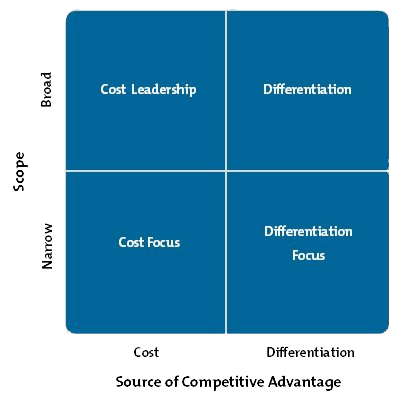 Broad
Cost Leadership
Differentiation
Scope
Narrow
Cost Focus
Differentiation
Focus
Cost
Differentiation
Source of Competitive Advantage